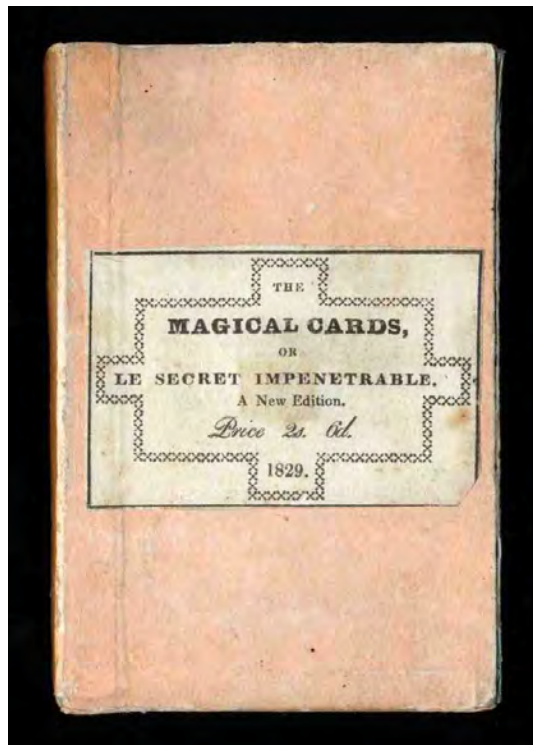 THE
MAGICAL CARDS,
OR
LE SECRET IMPENETRABLE.
A New Edition.
Price 2s. 6d.
1829.